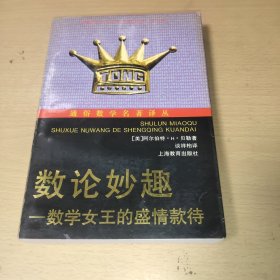 TONG
通俗数学名著译丛
SHULUN MIAOQU
SHUXUE NUWANG DE SHENGQING KUANDAI
[美]阿尔伯特·H·贝勒著
谈祥柏译
上海教育出版社
数论妙趣
—数学女王的盛情款待